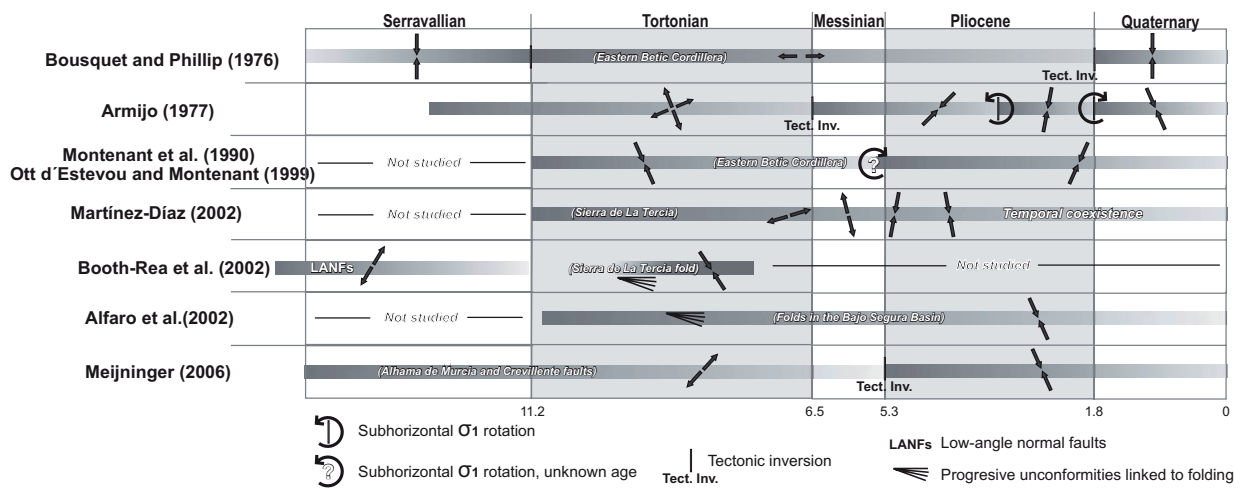 Serravallian Tortonian Messinian Pliocene Quaternary
Bousquet and Phillip (1976) (Eastern Betic Cordillera)
Tect. Inv.
Armijo (1977)
Tect. Inv.
Montenant et al. (1990)
Ott d´Estevou and Montenant (1999)
Not studied (Eastern Betic Cordillera) ?
Martínez-Díaz (2002) Not studied (Sierra de La Tercia) Temporal coexistence
Booth-Rea et al. (2002) LANFs (Sierra de La Tercia fold) Not studied
Alfaro et al.(2002) Not studied (Folds in the Bajo Segura Basin)
Meijninger (2006) (Alhama de Murcia and Crevillente faults)
Tect. Inv.
11.2 6.5 5.3 1.8 0
Subhorizontal σ1 rotation
? Subhorizontal σ1 rotation, unknown age
Tect. Inv. Tectonic inversion
LANFs Low-angle normal faults
Progresive unconformities linked to folding